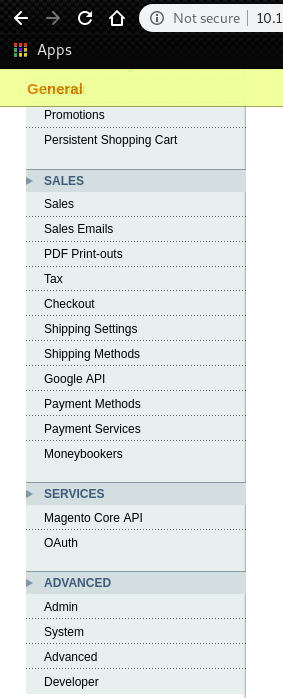 Not secure
10.1
Apps
General
Promotions
Persistent Shopping Cart
SALES
Sales
Sales Emails
PDF Print-outs
Tax
Checkout
Shipping Settings
Shipping Methods
Google API
Payment Methods
Payment Services
Moneybookers
SERVICES
Magento Core API
OAuth
ADVANCED
Admin
System
Advanced
Developer